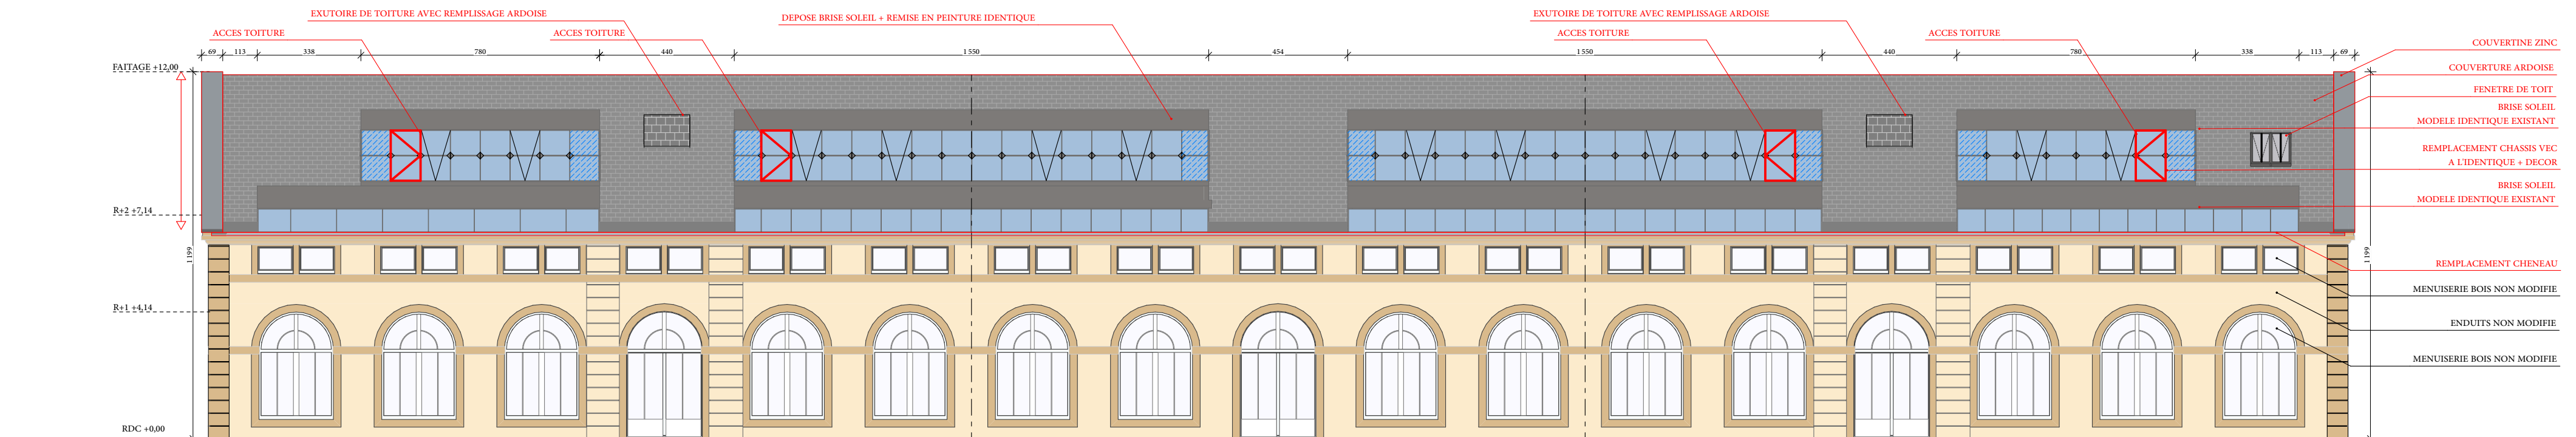 EXUTOIRE DE TOITURE AVEC REMPLISSAGE ARDOISE
DEPOSE BRISE SOLEIL + REMISE EN PEINTURE IDENTIQUE
EXUTOIRE DE TOITURE AVEC REMPLISSAGE ARDOISE
ACCES TOITURE
ACCES TOITURE
ACCES TOITURE
ACCES TOITURE
69 113 338 780 440 1 550 454 1 550 440 780 338 113 69
COUVERTINE ZINC
FAITAGE +12,00
COUVERTURE ARDOISE
FENETRE DE TOIT
BRISE SOLEIL
MODELE IDENTIQUE EXISTANT
REMPLACEMENT CHASSIS VEC
A L'IDENTIQUE + DECOR
BRISE SOLEIL
MODELE IDENTIQUE EXISTANT
R+2 +7,14
1 199
1 199
REMPLACEMENT CHENEAU
MENUISERIE BOIS NON MODIFIE
R+1 +4,14
ENDUITS NON MODIFIE
MENUISERIE BOIS NON MODIFIE
RDC +0,00